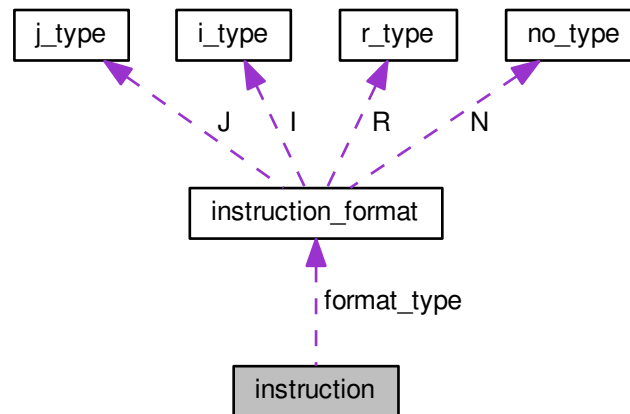 j_type i_type r_type no_type
J I R N
instruction_format
format_type
instruction